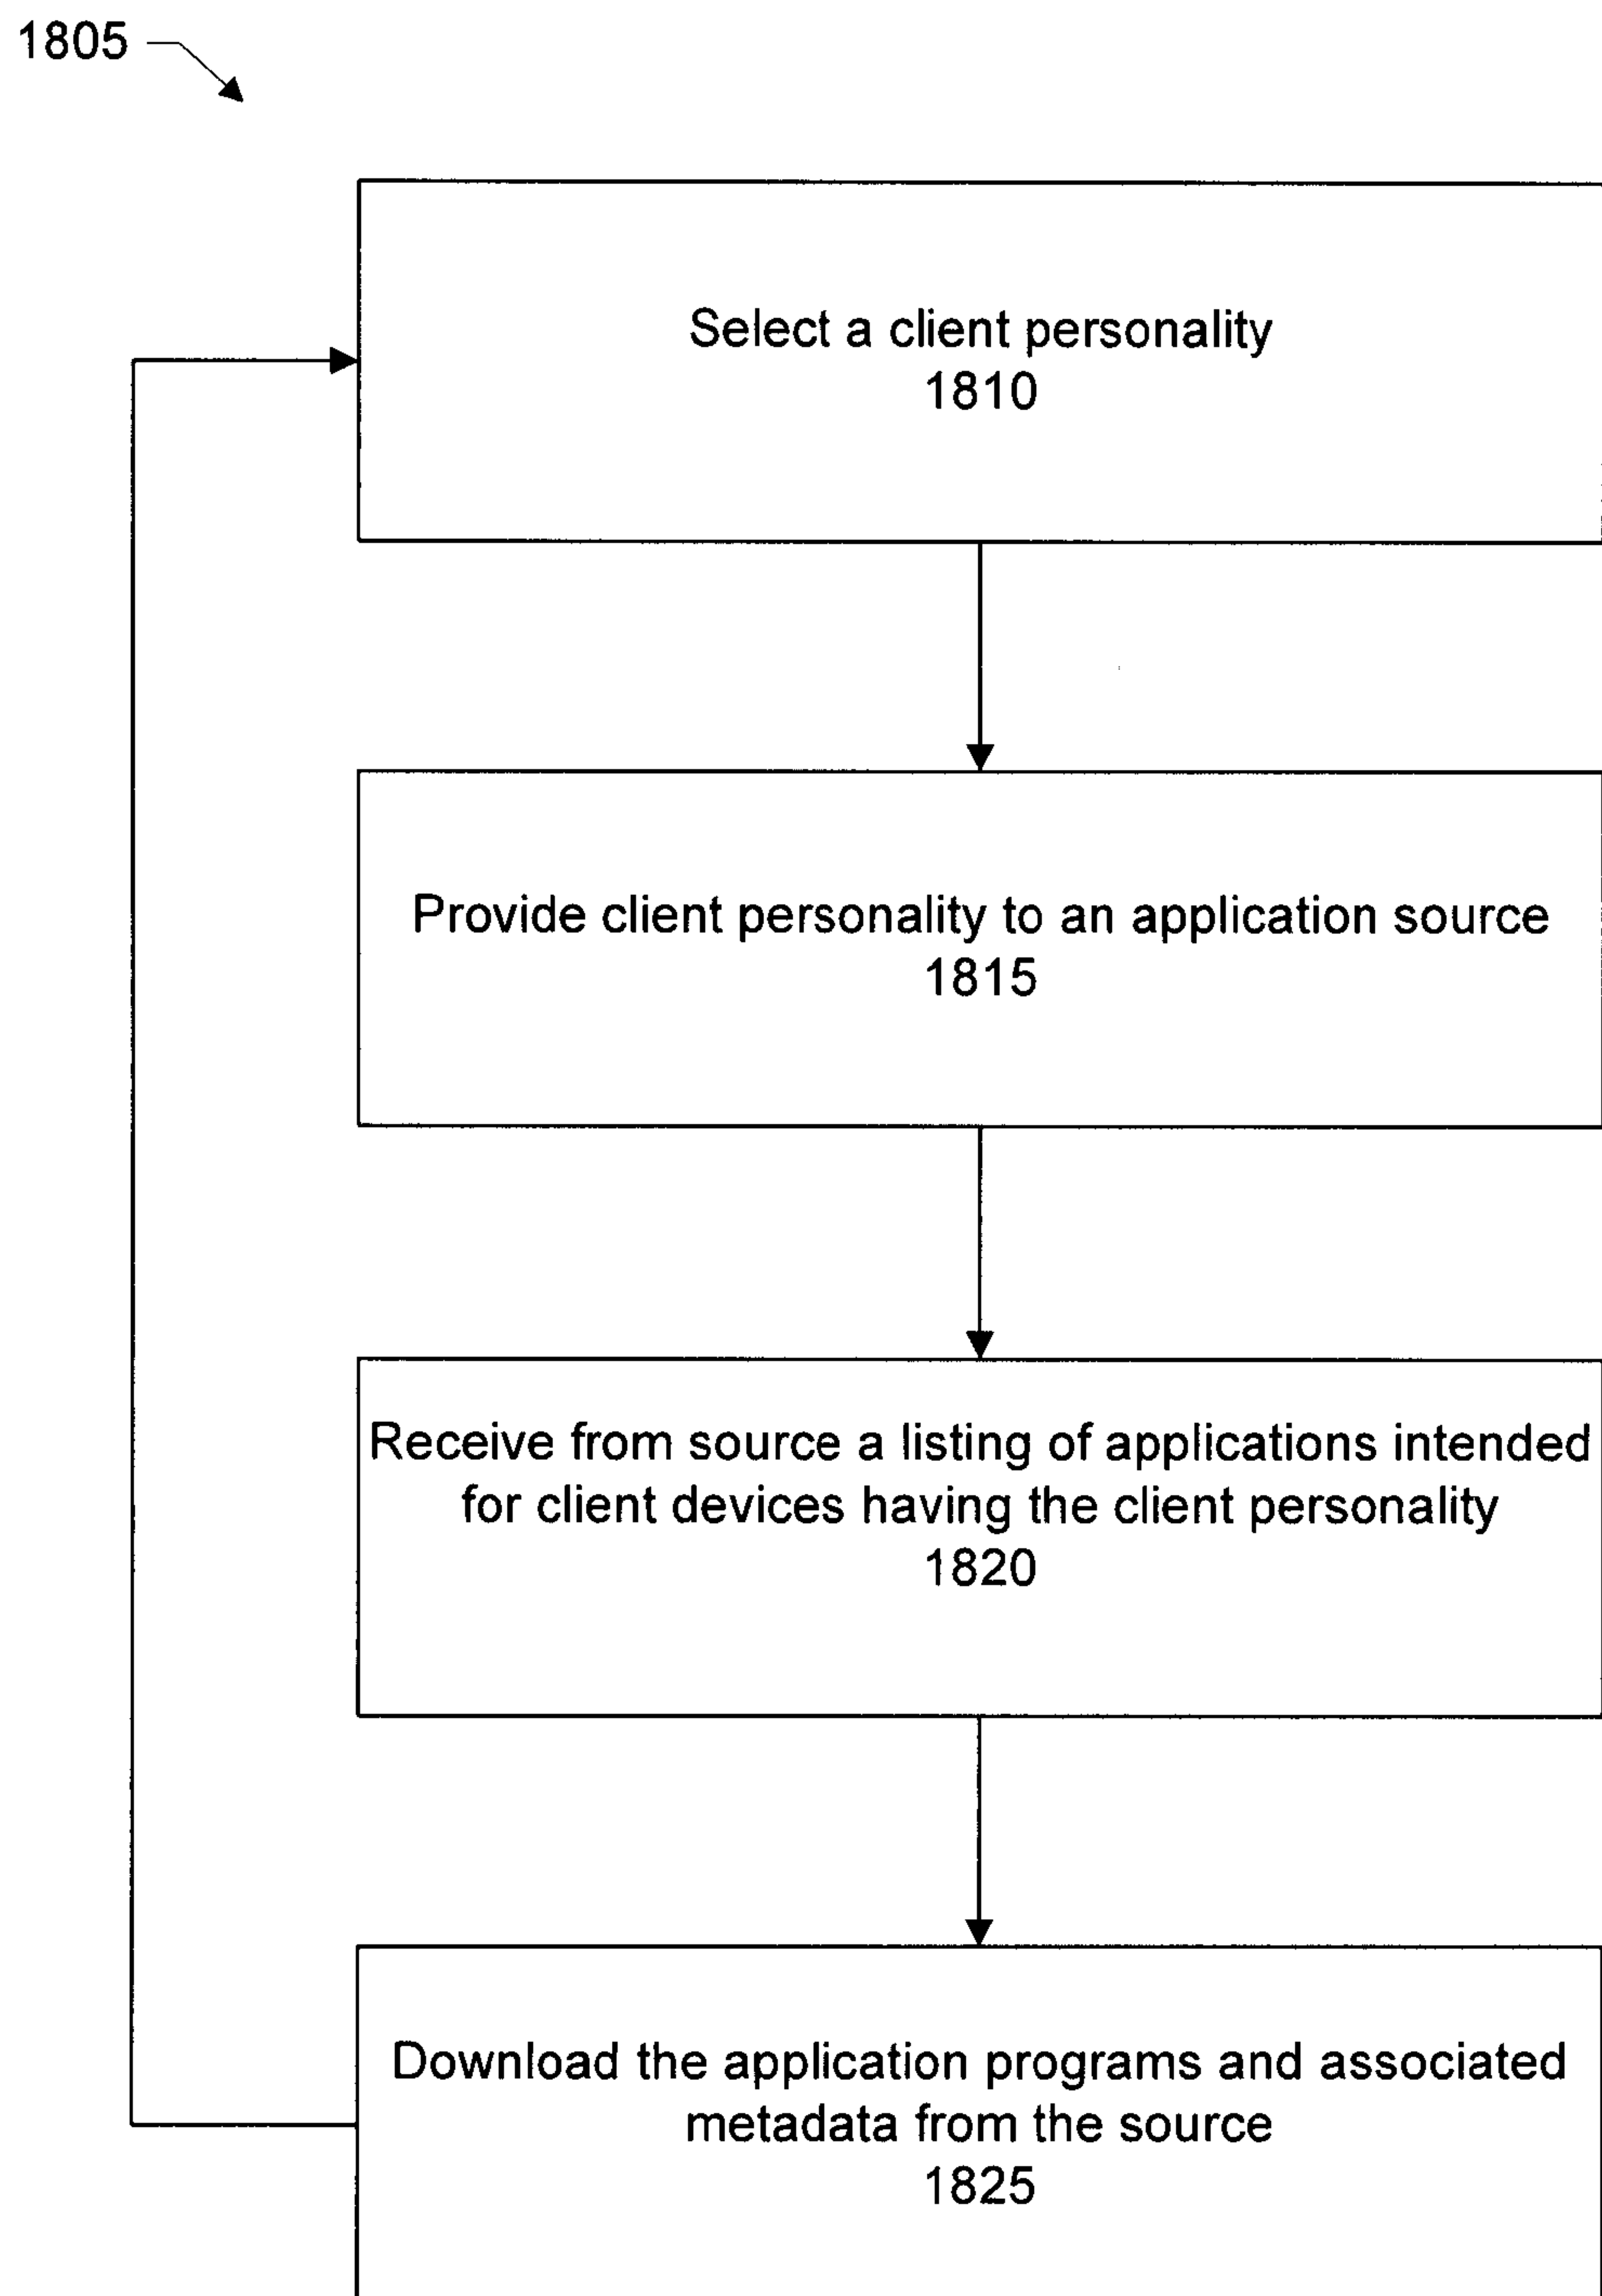 1805
Select a client personality
1810
Provide client personality to an application source
1815
Receive from source a listing of applications intended
for client devices having the client personality
1820
Download the application programs and associated
metadata from the source
1825